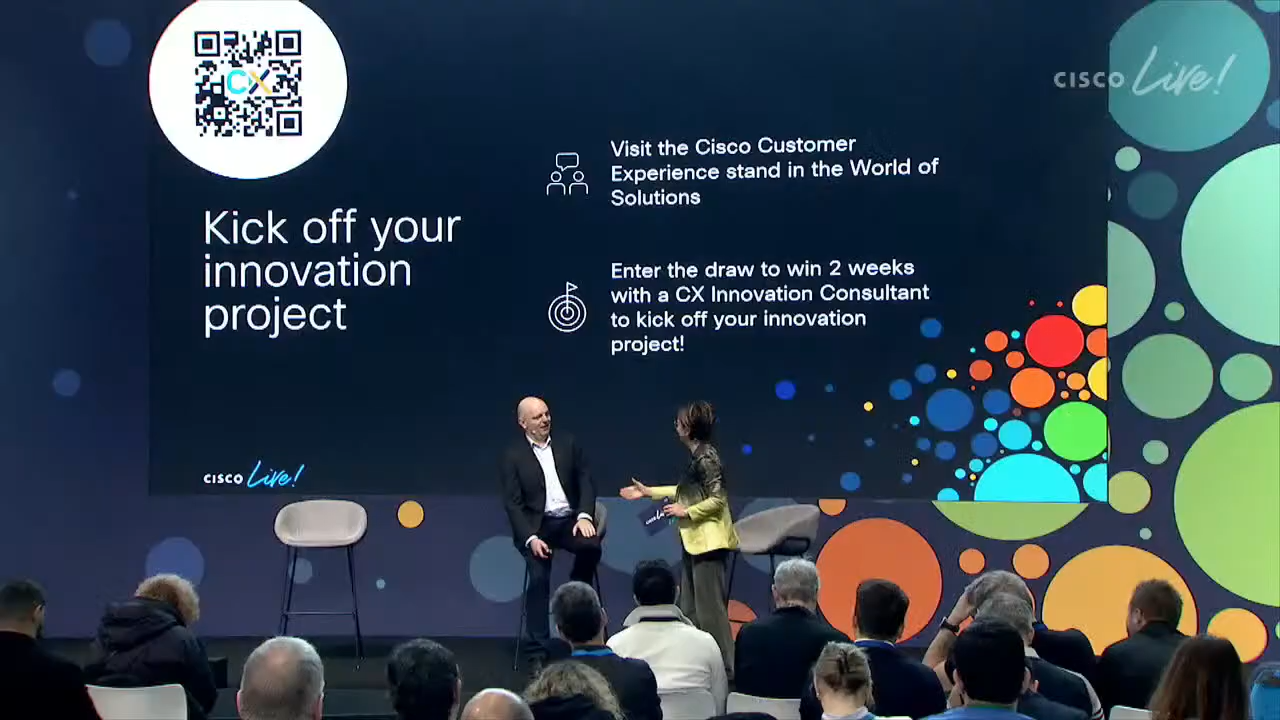 CX
CISCO Live!
Visit the Cisco Customer
Experience stand in the World of
Solutions
Kick off your
innovation
project
Enter the draw to win 2 weeks
with a CX Innovation Consultant
to kick off your innovation
project!
CISCO Live!